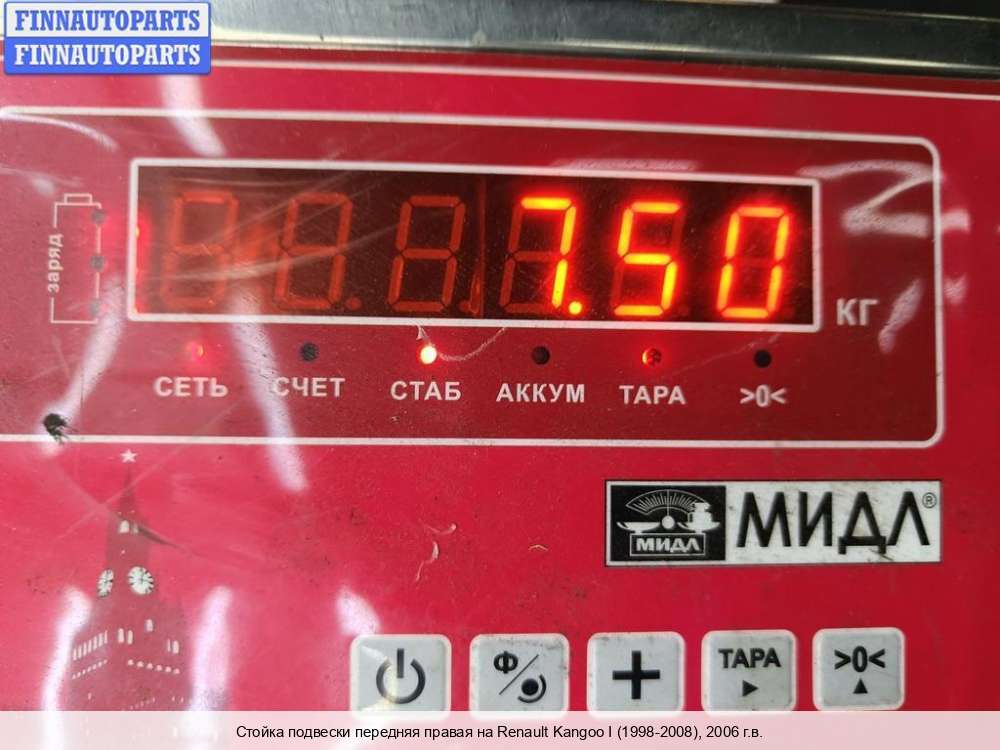 FINNAUTOPARTS
FINNAUTOPARTS
заряд
7.50
КГ
СЕТЬ СЧЕТ СТАБ АККУМ ТАРА >0<
МИДЛ МИДЛ®
Ф
ТАРА >0<
Стойка подвески передняя правая на Renault Kangoo I (1998-2008), 2006 г.в.